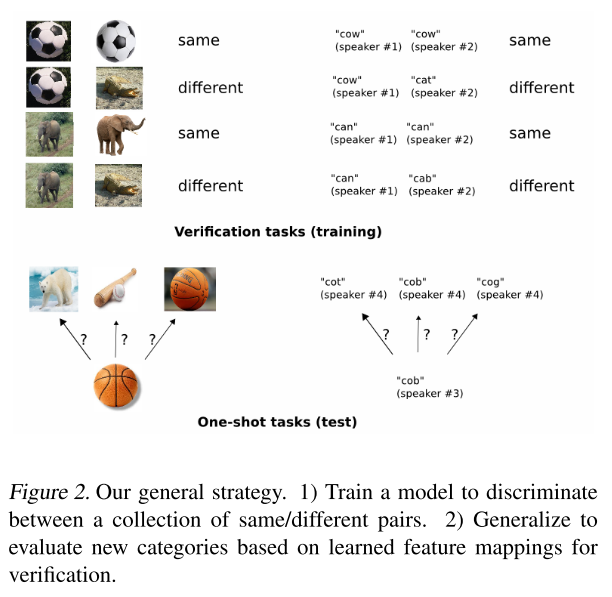 same "cow" (speaker #1) "cow" (speaker #2) same
different "cow" (speaker #1) "cat" (speaker #2) different
same "can" (speaker #1) "can" (speaker #2) same
different "can" (speaker #1) "cab" (speaker #2) different
Verification tasks (training)
"cot" (speaker #4) "cob" (speaker #4) "cog" (speaker #4)
? ? ? ? ? ?
"cob"
(speaker #3)
One-shot tasks (test)
Figure 2. Our general strategy. 1) Train a model to discriminate
between a collection of same/different pairs. 2) Generalize to
evaluate new categories based on learned feature mappings for
verification.